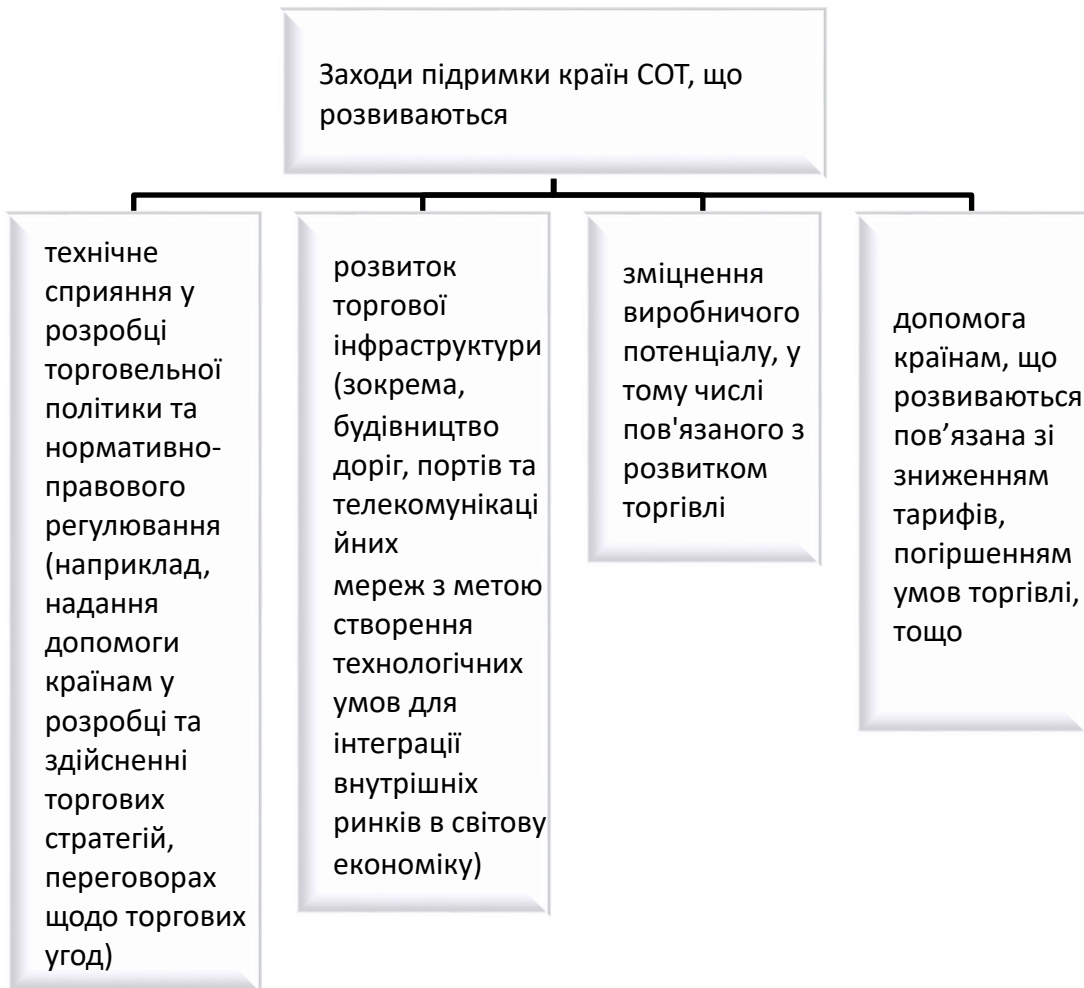 Заходи підримки країн СОТ, що
розвиваються
технічне
сприяння у
розробці
торговельної
політики та
нормативно-
правового
регулювання
(наприклад,
надання
допомоги
країнам у
розробці та
здійсненні
торгових
стратегій,
переговорах
щодо торгових
угод)
розвиток
торгової
інфраструктури
(зокрема,
будівництво
доріг, портів та
телекомунікаці
йних
мереж з метою
створення
технологічних
умов для
інтеграції
внутрішніх
ринків в світову
економіку)
зміцнення
виробничого
потенціалу, у
тому числі
пов'язаного з
розвитком
торгівлі
допомога
країнам, що
розвиваються
пов’язана зі
зниженням
тарифів,
погіршенням
умов торгівлі,
тощо